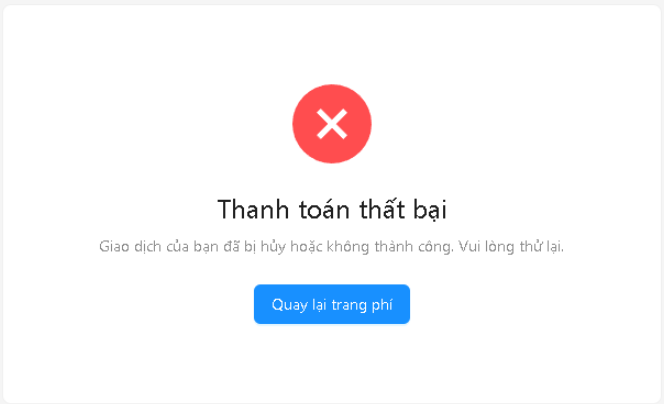 Thanh toán thất bại
Giao dịch của bạn đã bị hủy hoặc không thành công. Vui lòng thử lại.
Quay lại trang phí